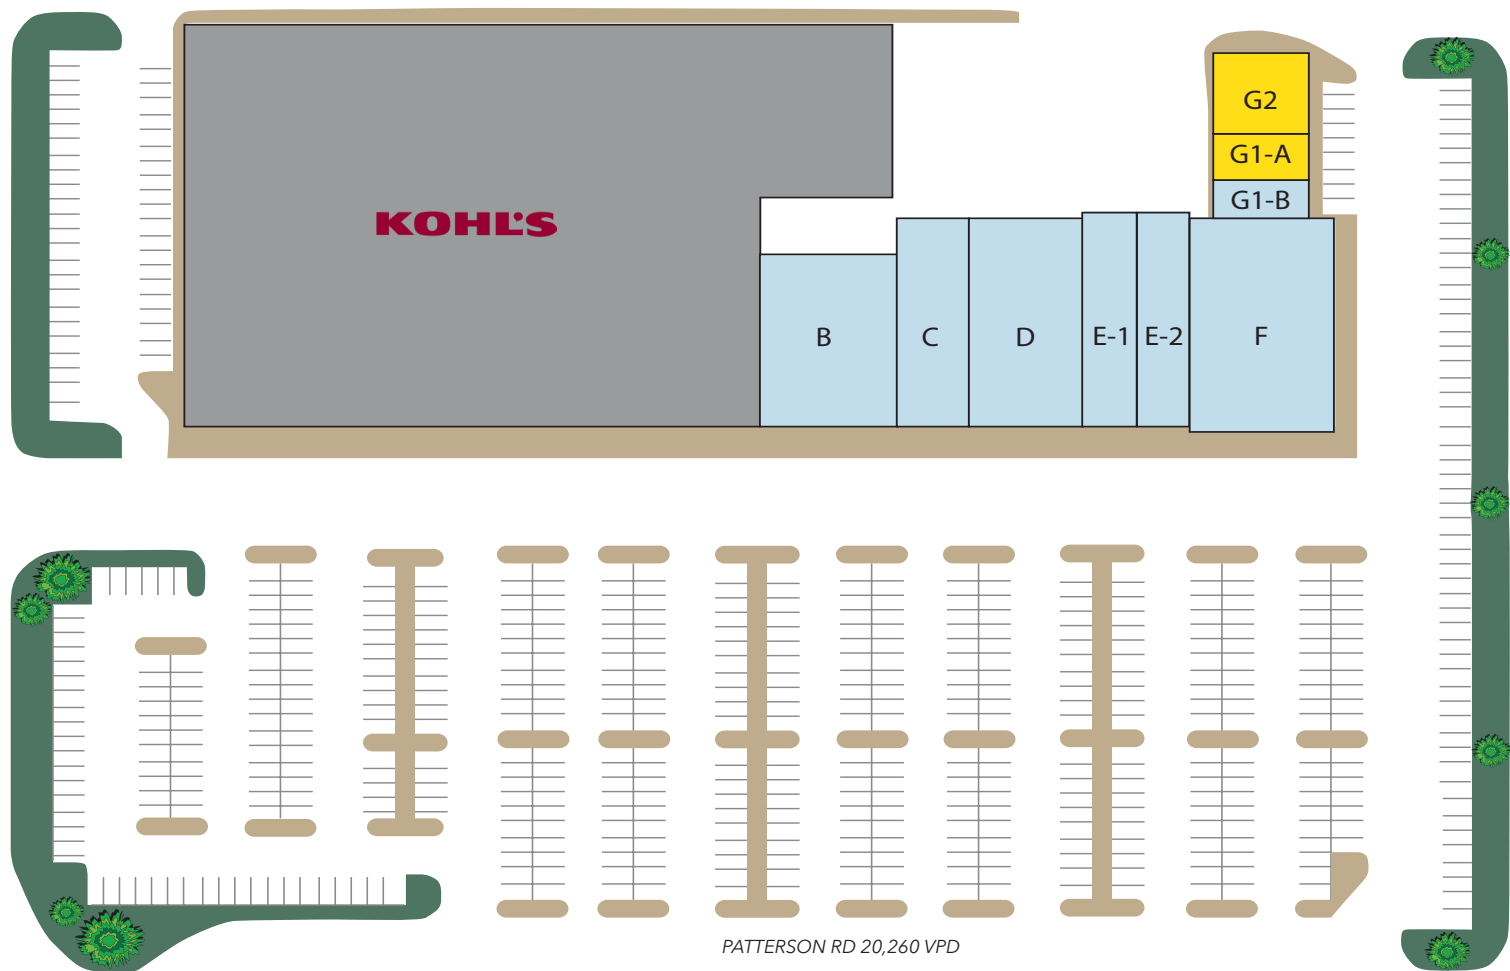 G2
G1-A
G1-B
KOHL'S
B
C
D
E-1
E-2
F
PATTERSON RD 20,260 VPD